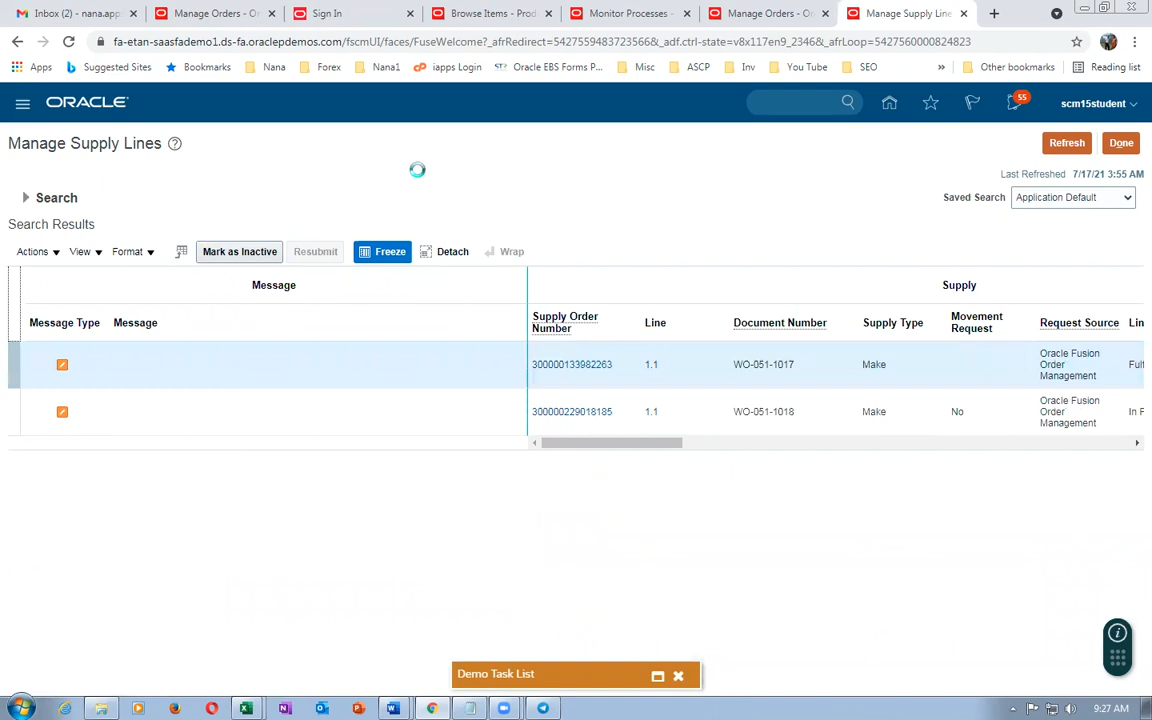 Inbox (2) - nana.apps
Manage Orders - Or
Sign In
Browse Items - Prod
Monitor Processes -
Manage Orders - Or
Manage Supply Line
fa-etan-saasfademo1.ds-fa.oraclepdemos.com/fscmUI/faces/FuseWelcome?_afrRedirect=5427559483723566&_adf.ctrl-state=v8x117en9_2346&_afrLoop=5427560000824823
Apps
Suggested Sites
Bookmarks
Nana
Forex
Nana1
iapps Login
Oracle EBS Forms P...
Misc
ASCP
Inv
You Tube
SEO
»
Other bookmarks
Reading list
ORACLE
55
scm15student
Manage Supply Lines
Refresh
Done
Last Refreshed 7/17/21 3:55 AM
Search
Saved Search Application Default
Search Results
Actions
View
Format
Mark as Inactive
Resubmit
Freeze
Detach
Wrap
Message
Supply
Message Type
Message
Supply Order Number
Line
Document Number
Supply Type
Movement Request
Request Source
Lin
300000133982263
1.1
WO-051-1017
Make
Oracle Fusion Order Management
Fulf
300000229018185
1.1
WO-051-1018
Make
No
Oracle Fusion Order Management
In F
Demo Task List
9:27 AM